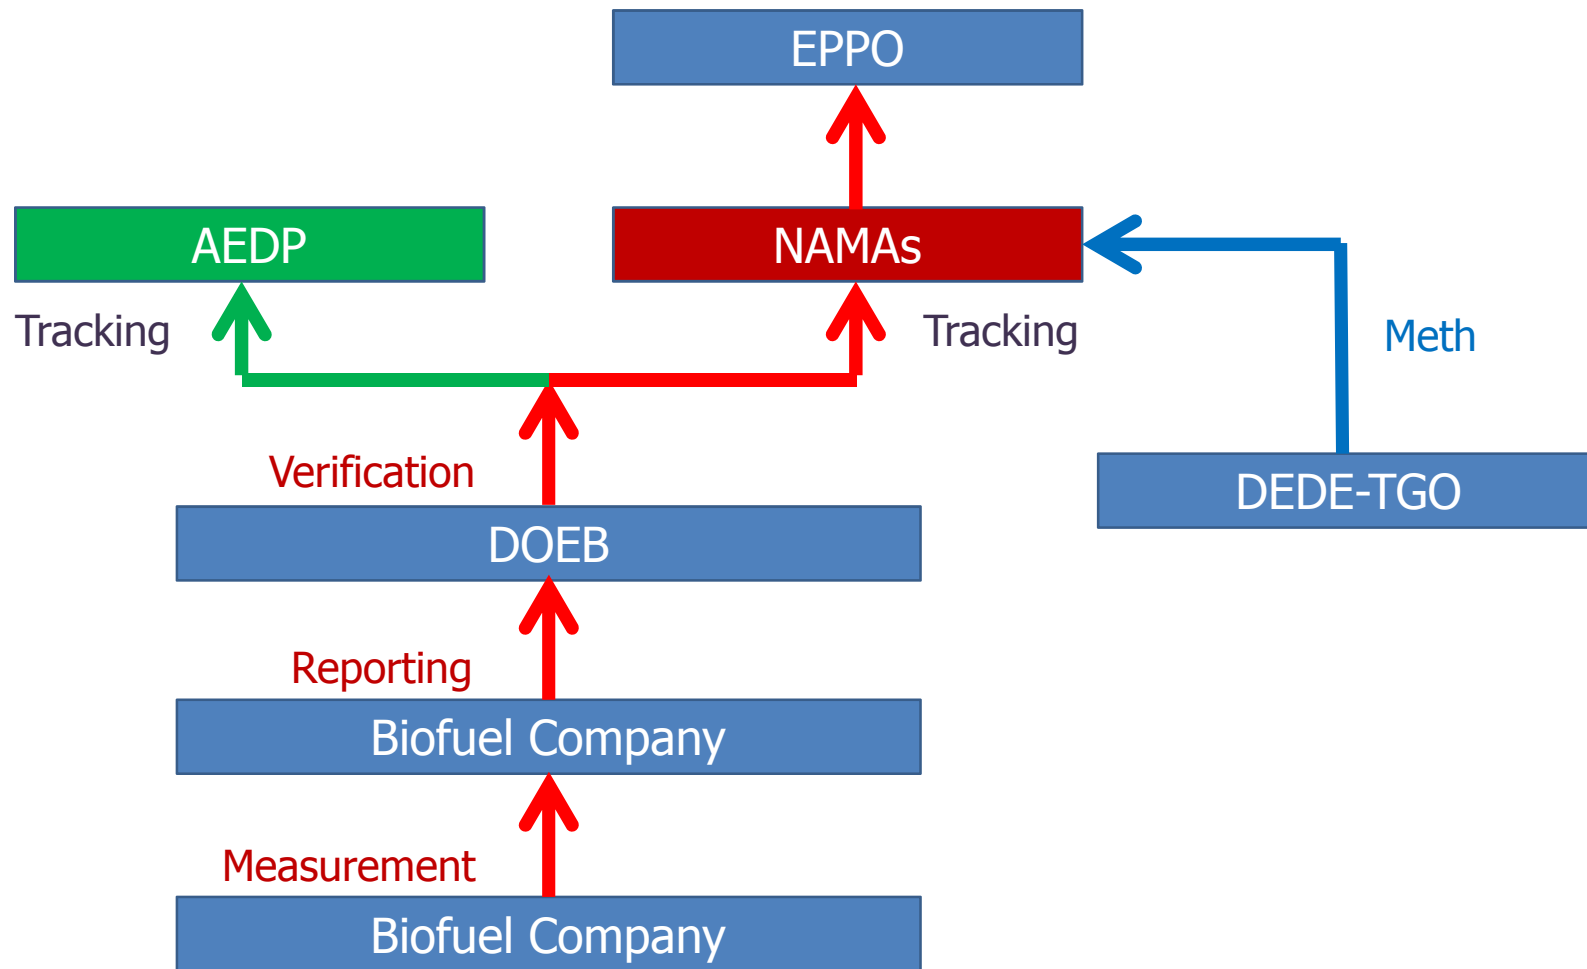 EPPO
AEDP
NAMAs
Tracking
Tracking
Meth
Verification
DEDE-TGO
DOEB
Reporting
Biofuel Company
Measurement
Biofuel Company